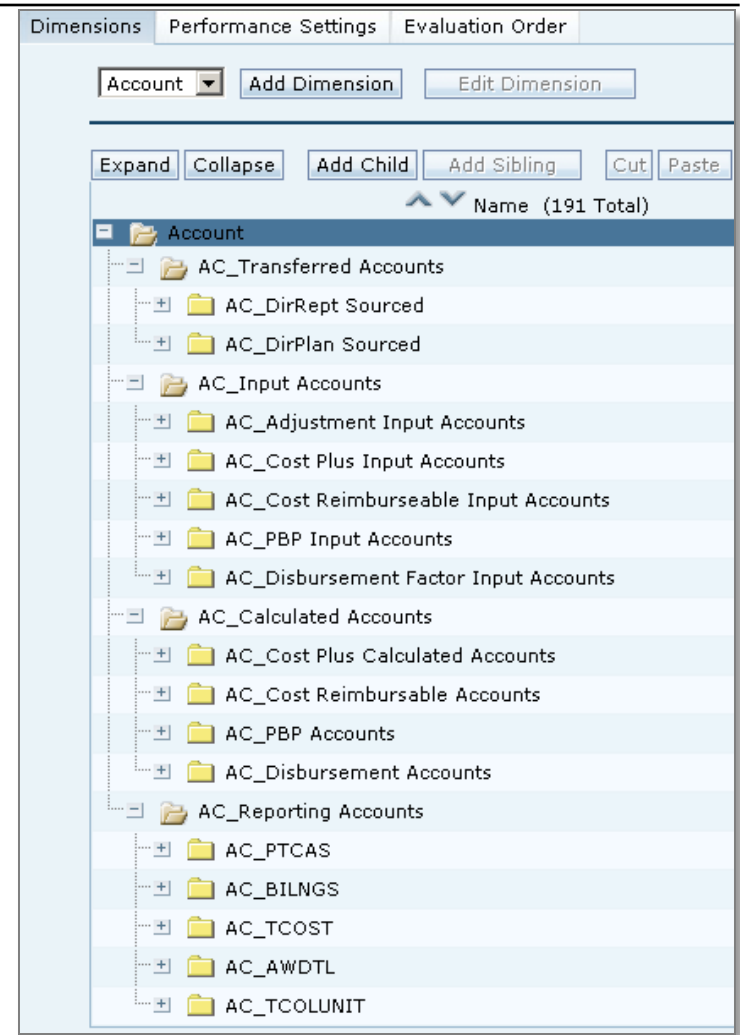 Dimensions Performance Settings Evaluation Order
Account Add Dimension Edit Dimension
Expand Collapse Add Child Add Sibling Cut Paste
Name (191 Total)
Account
AC_Transferred Accounts
AC_DirRept Sourced
AC_DirPlan Sourced
AC_Input Accounts
AC_Adjustment Input Accounts
AC_Cost Plus Input Accounts
AC_Cost Reimburseable Input Accounts
AC_PBP Input Accounts
AC_Disbursement Factor Input Accounts
AC_Calculated Accounts
AC_Cost Plus Calculated Accounts
AC_Cost Reimbursable Accounts
AC_PBP Accounts
AC_Disbursement Accounts
AC_Reporting Accounts
AC_PTCAS
AC_BILNGS
AC_TCOST
AC_AWDTL
AC_TCOLUNIT